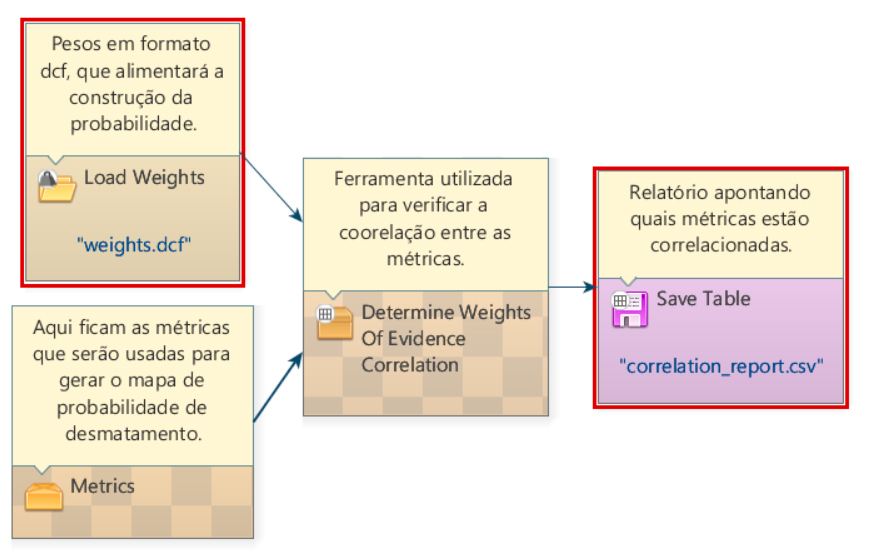 Pesos em formato
dcf, que alimentará a
construção da
probabilidade.
Load Weights
"weights.dcf"
Aqui ficam as métricas
que serão usadas para
gerar o mapa de
probabilidade de
desmatamento.
Metrics
Ferramenta utilizada
para verificar a
coorelação entre as
métricas.
Determine Weights
Of Evidence
Correlation
Relatório apontando
quais métricas estão
correlacionadas.
Save Table
"correlation_report.csv"